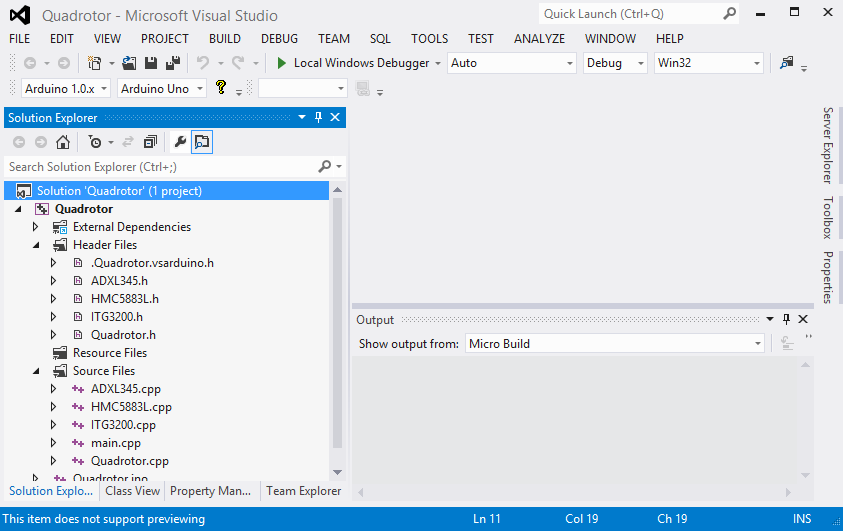 Quadrotor - Microsoft Visual Studio
Quick Launch (Ctrl+Q)
FILE EDIT VIEW PROJECT BUILD DEBUG TEAM SQL TOOLS TEST ANALYZE WINDOW HELP
Local Windows Debugger Auto Debug Win32
Arduino 1.0.x Arduino Uno
Solution Explorer
Search Solution Explorer (Ctrl+;)
Solution 'Quadrotor' (1 project)
Quadrotor
External Dependencies
Header Files
.Quadrotor.vsarduino.h
ADXL345.h
HMC5883L.h
ITG3200.h
Quadrotor.h
Resource Files
Source Files
ADXL345.cpp
HMC5883L.cpp
ITG3200.cpp
main.cpp
Quadrotor.cpp
Quadrotor.ino
Solution Explo... Class View Property Man... Team Explorer
Output
Show output from: Micro Build
Server Explorer
Toolbox
Properties
This item does not support previewing Ln 11 Col 19 Ch 19 INS